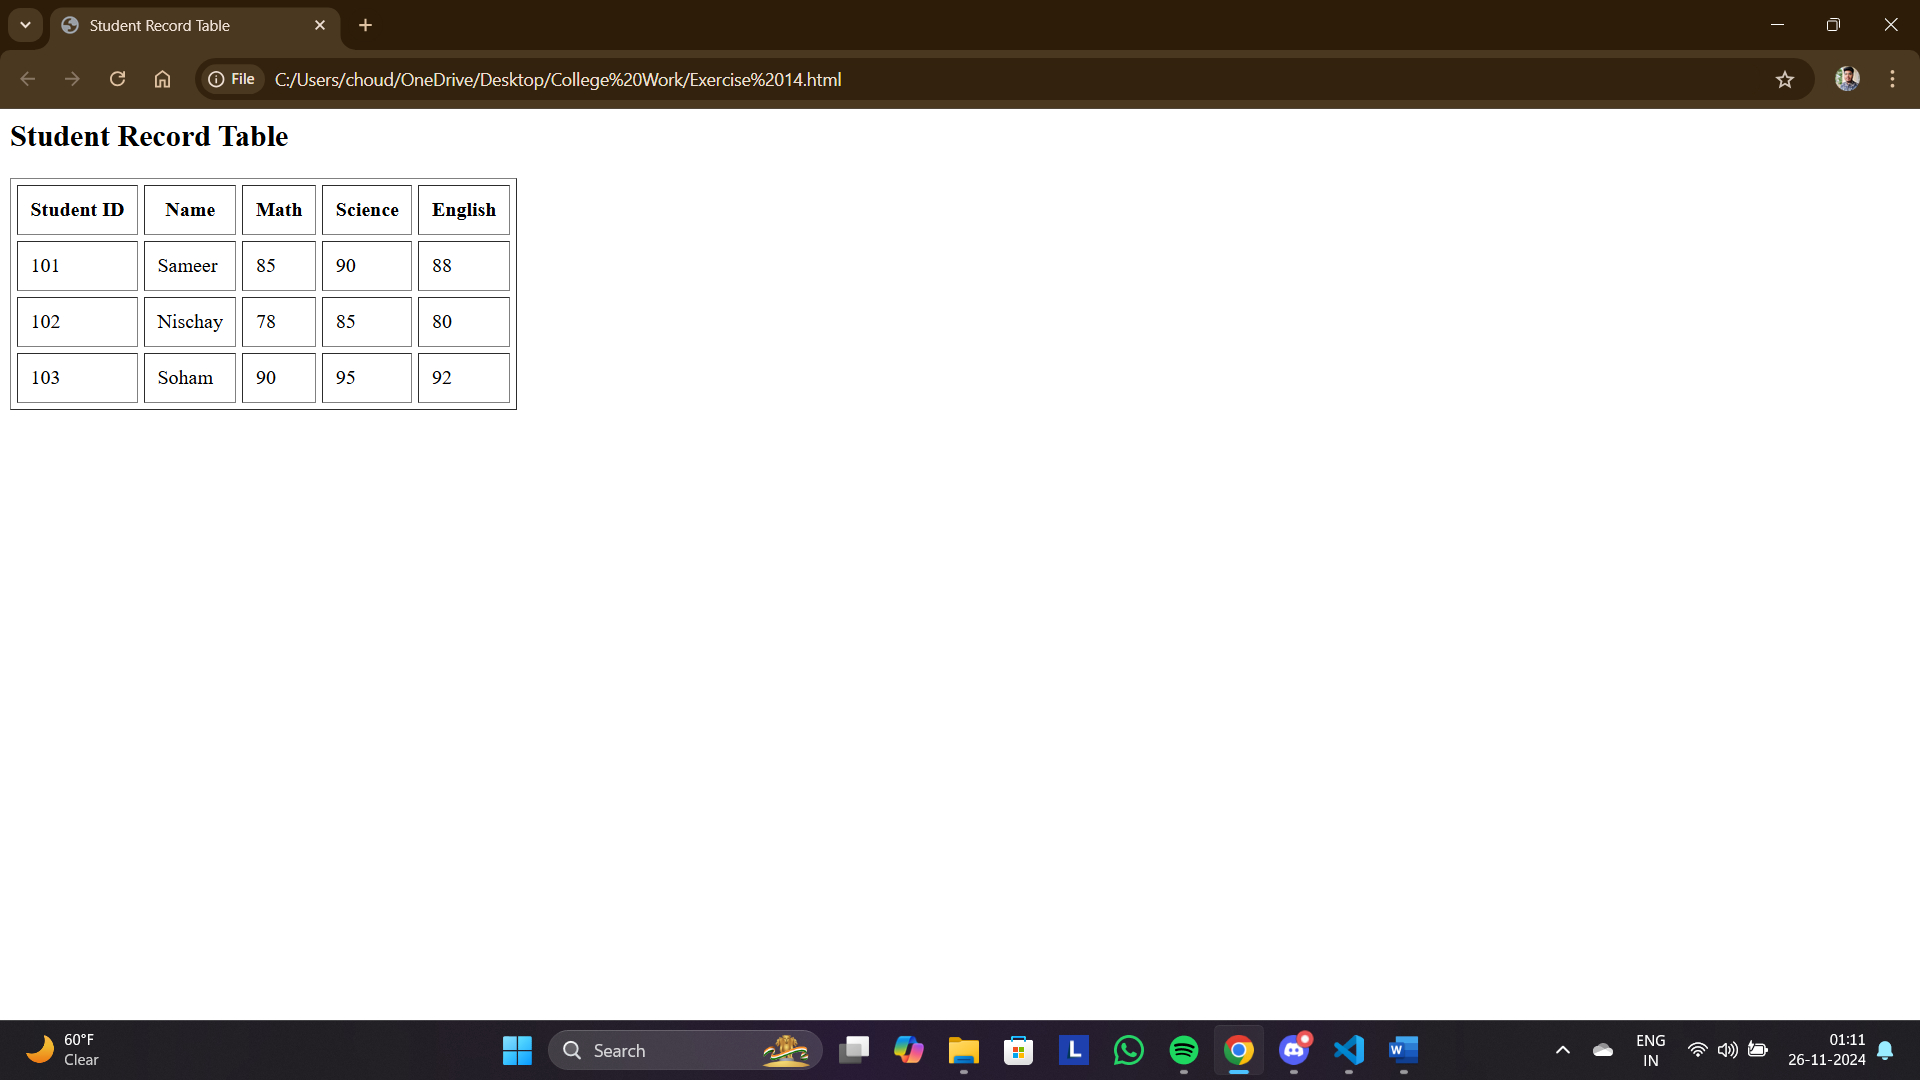 Student Record Table
File C:/Users/choud/OneDrive/Desktop/College%20Work/Exercise%2014.html
Student Record Table
Student ID Name Math Science English
101 Sameer 85 90 88
102 Nischay 78 85 80
103 Soham 90 95 92
60°F
Clear
Search
L
W
ENG
IN
01:11
26-11-2024